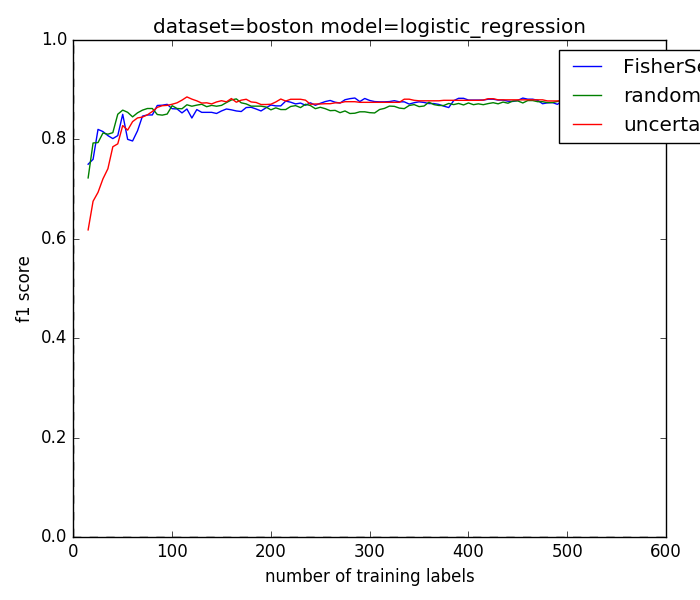 dataset=boston model=logistic_regression
1.0
0.8
0.6
0.4
0.2
0.0
f1 score
FisherSe
random
uncerta
0 100 200 300 400 500 600
number of training labels